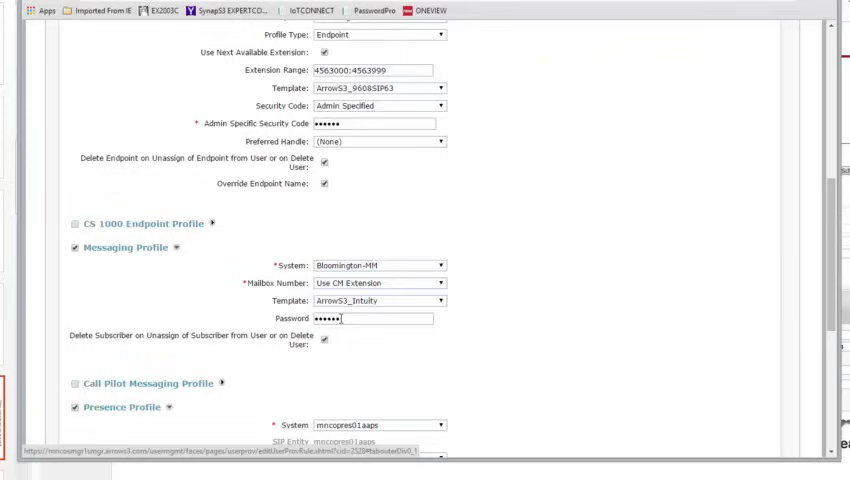 Apps Imported From IE EX2003C SynapS3 EXPERTCO... IoTCONNECT PasswordPro ONEVIEW
Profile Type: Endpoint
Use Next Available Extension:
Extension Range: 4563000:4563999
Template: ArrowS3_9608SIP63
Security Code: Admin Specified
* Admin Specific Security Code ••••••
Preferred Handle: (None)
Delete Endpoint on Unassign of Endpoint from User or on Delete
User:
Override Endpoint Name:
CS 1000 Endpoint Profile
Messaging Profile
*System: Bloomington-MM
*Mailbox Number: Use CM Extension
Template: ArrowS3_Intuity
Password ••••••
Delete Subscriber on Unassign of Subscriber from User or on Delete
User:
Call Pilot Messaging Profile
Presence Profile
* System mncopres01aaps
SIP Entity mncopres01aaps